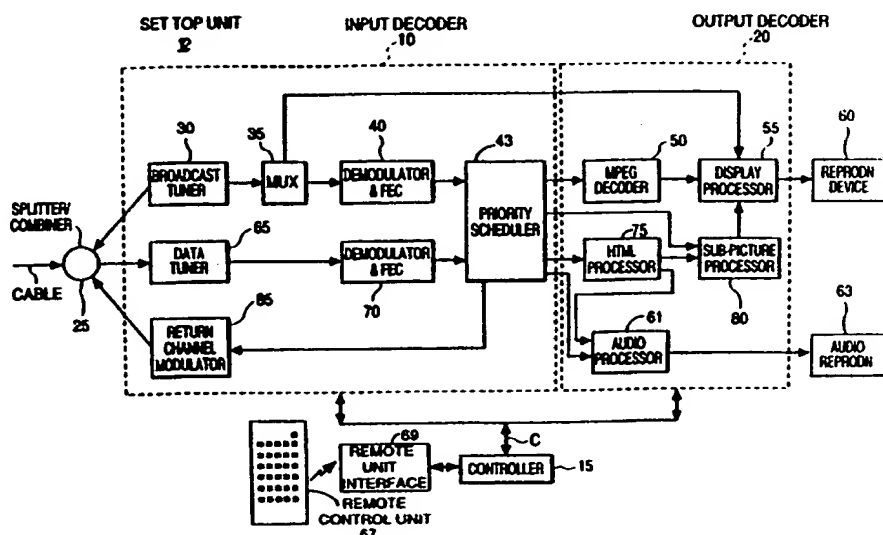 SET TOP UNIT
12
INPUT DECODER
10
OUTPUT DECODER
20
30
BROADCAST
TUNER
35
MUX
40
DEMODULATOR
& FEC
43
PRIORITY
SCHEDULER
50
MPEG
DECODER
55
DISPLAY
PROCESSOR
60
REPRODN
DEVICE
SPLITTER/
COMBINER
CABLE
25
65
DATA
TUNER
DEMODULATOR
& FEC
70
75
HTML
PROCESSOR
SUB-PICTURE
PROCESSOR
80
85
RETURN
CHANNEL
MODULATOR
61
AUDIO
PROCESSOR
63
AUDIO
REPRODN
69
REMOTE
UNIT
INTERFACE
C
CONTROLLER
15
REMOTE
CONTROL UNIT
67